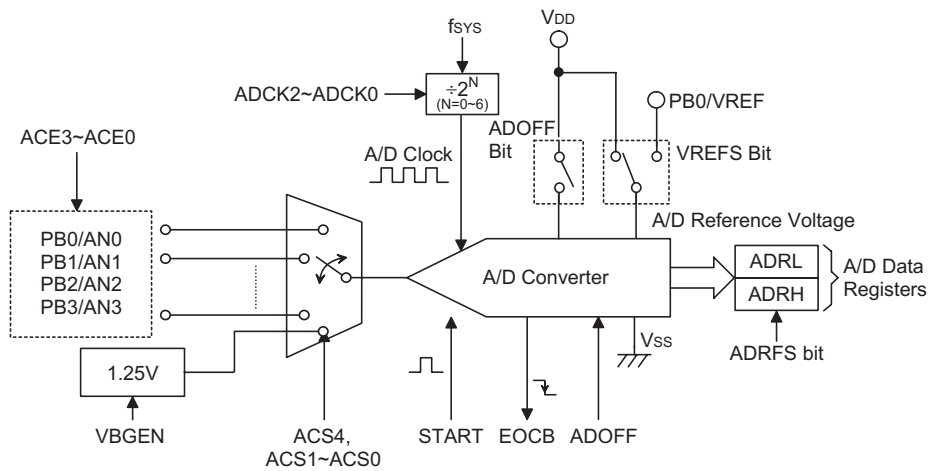 fSYS
VDD
ADCK2~ADCK0
÷2^N
(N=0~6)
PB0/VREF
ADOFF
Bit
VREFS Bit
ACE3~ACE0
A/D Clock
A/D Reference Voltage
PB0/AN0
PB1/AN1
PB2/AN2
PB3/AN3
A/D Converter
ADRL
ADRH
A/D Data
Registers
VSS
ADRFS bit
1.25V
VBGEN
ACS4,
ACS1~ACS0
START
EOCB
ADOFF